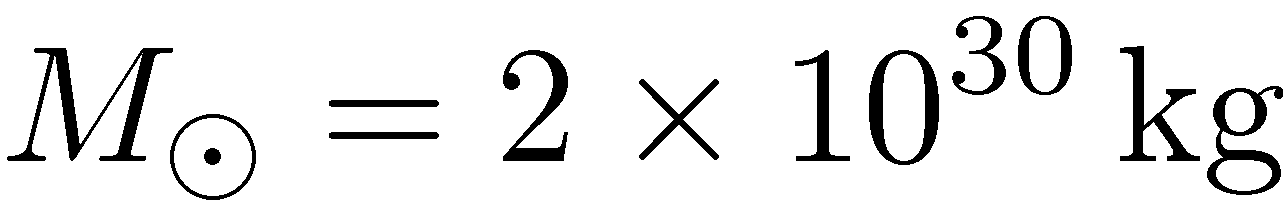 M☉ = 2 × 10³⁰ kg